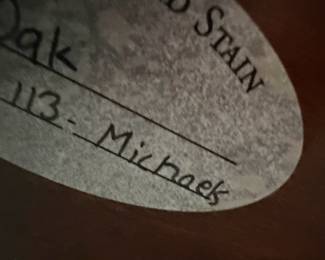 D STAIN
Oak
113- Michaels